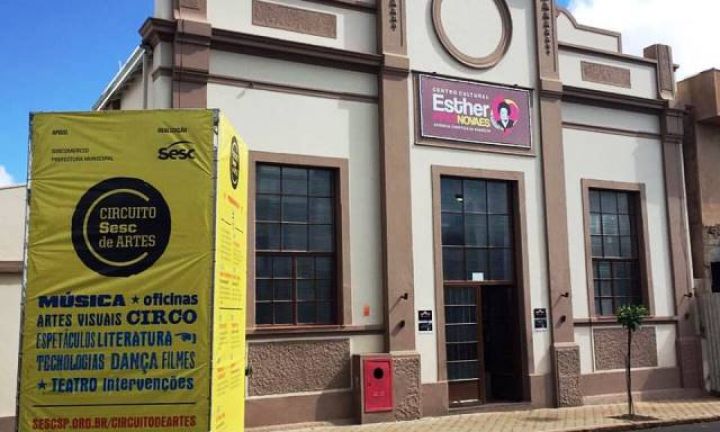 APOIO
SINCOMERCIO
PREFEITURA MUNICIPAL
REALIZAÇÃO
Sesc
CIRCUITO
Sesc
de ARTES
MÚSICA ★ oficinas
ARTES VISUAIS CIRCO
ESPETÁCULOS LITERATURA
TECNOLOGIAS DANÇA FILMES
★ TEATRO intervenções
SESCSP.ORG.BR/CIRCUITODEARTES
CENTRO CULTURAL
Esther
NOVAES